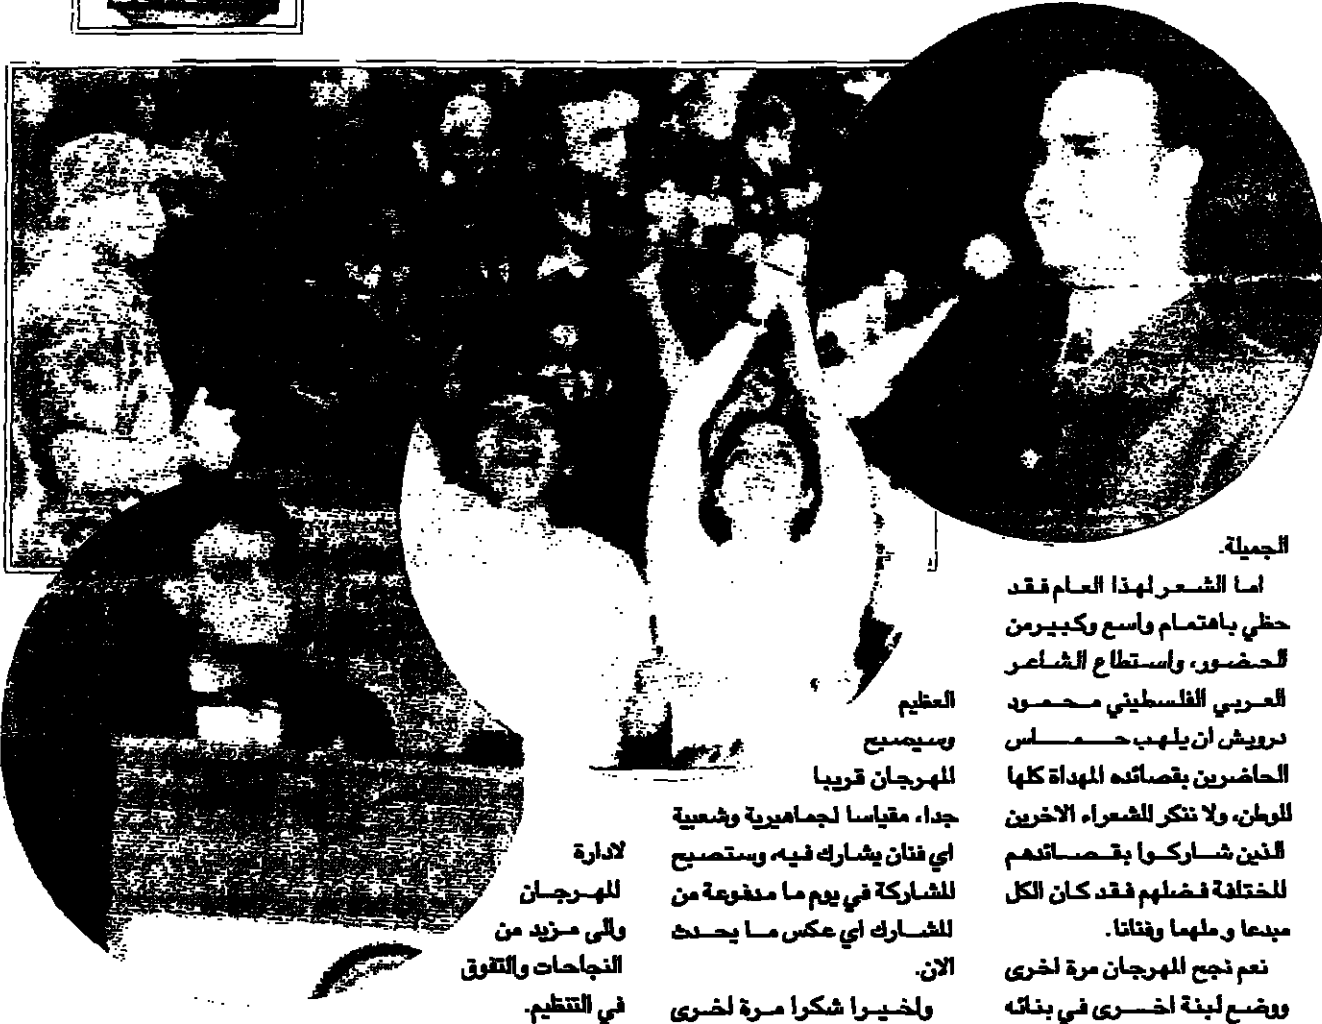 الجميلة.
اما الشعر لهذا العام فقد
حظي باهتمام واسع وكبير من
الحضور، واستطاع الشاعر
العربي الفلسطيني محمود
درويش ان يلهب حماس
الحاضرين بقصائده المهداة كلها
للوطن، ولا ننكر للشعراء الاخرين
الذين شاركوا بقصائدهم
المختلفة فضلهم فقد كان الكل
مبدعا وملهما وفنانا.
نعم نجح المهرجان مرة اخرى
ووضع لبنة اخرى في بنائه
العظيم
وسيصبح
المهرجان قريبا
جدا، مقياسا لجماهيرية وشعبية
اي فنان يشارك فيه، وستصبح
المشاركة في يوم ما مدفوعة من
المشارك اي عكس ما يحدث
الان.
واخيرا شكرا مرة اخرى
لادارة
المهرجان
والى مزيد من
النجاحات والتفوق
في التنظيم.